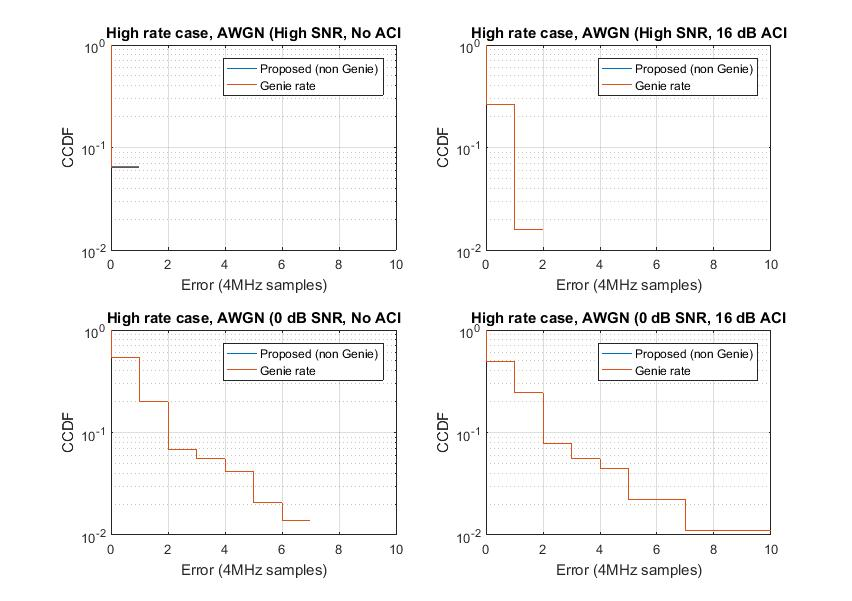 High rate case, AWGN (High SNR, No ACI
10^0
10^-1
10^-2
CCDF
Proposed (non Genie)
Genie rate
0 2 4 6 8 10
Error (4MHz samples)
High rate case, AWGN (High SNR, 16 dB ACI
10^0
10^-1
10^-2
CCDF
Proposed (non Genie)
Genie rate
0 2 4 6 8 10
Error (4MHz samples)
High rate case, AWGN (0 dB SNR, No ACI
10^0
10^-1
10^-2
CCDF
Proposed (non Genie)
Genie rate
0 2 4 6 8 10
Error (4MHz samples)
High rate case, AWGN (0 dB SNR, 16 dB ACI
10^0
10^-1
10^-2
CCDF
Proposed (non Genie)
Genie rate
0 2 4 6 8 10
Error (4MHz samples)